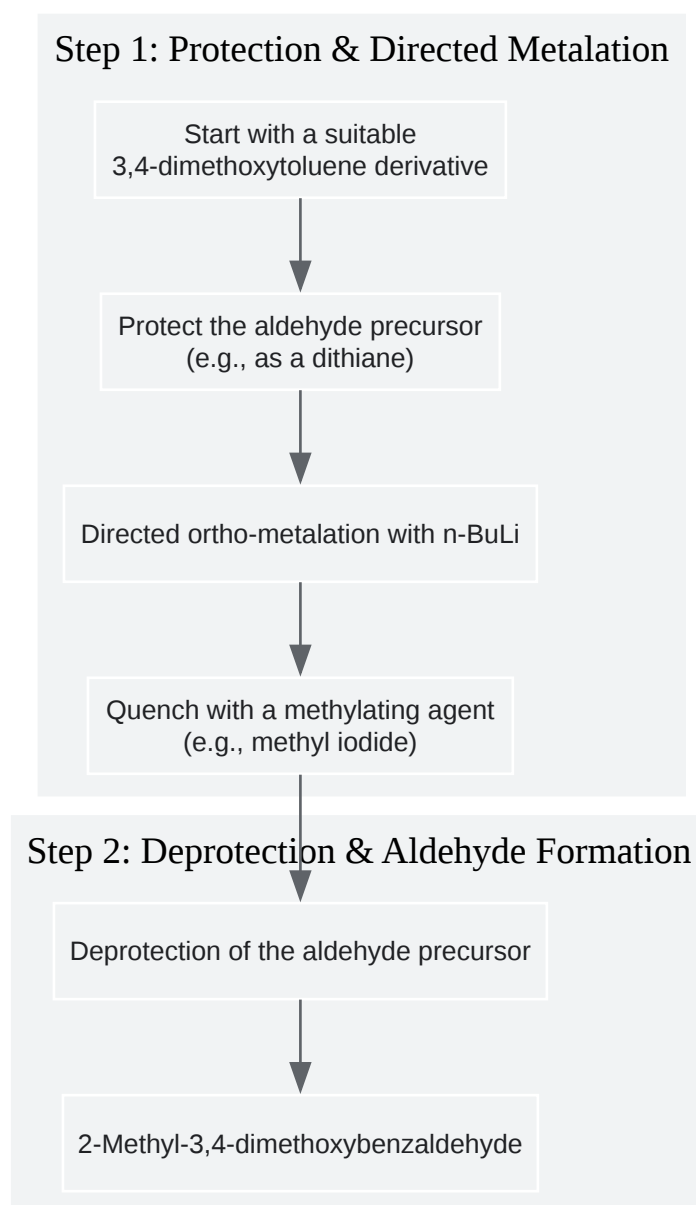 Step 1: Protection & Directed Metalation
Start with a suitable
3,4-dimethoxytoluene derivative
Protect the aldehyde precursor
(e.g., as a dithiane)
Directed ortho-metalation with n-BuLi
Quench with a methylating agent
(e.g., methyl iodide)
Step 2: Deprotection & Aldehyde Formation
Deprotection of the aldehyde precursor
2-Methyl-3,4-dimethoxybenzaldehyde